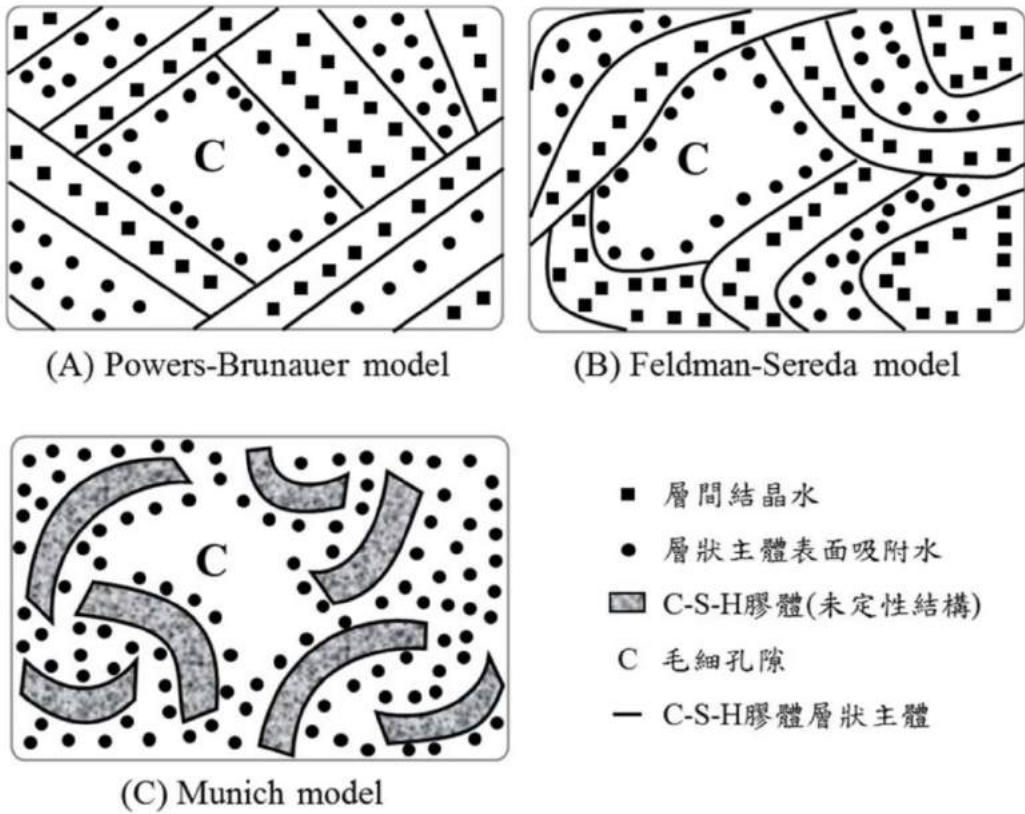 C
(A) Powers-Brunauer model
C
(B) Feldman-Sereda model
C
(C) Munich model
層間結晶水
層狀主體表面吸附水
C-S-H膠體(未定性結構)
C 毛細孔隙
C-S-H膠體層狀主體